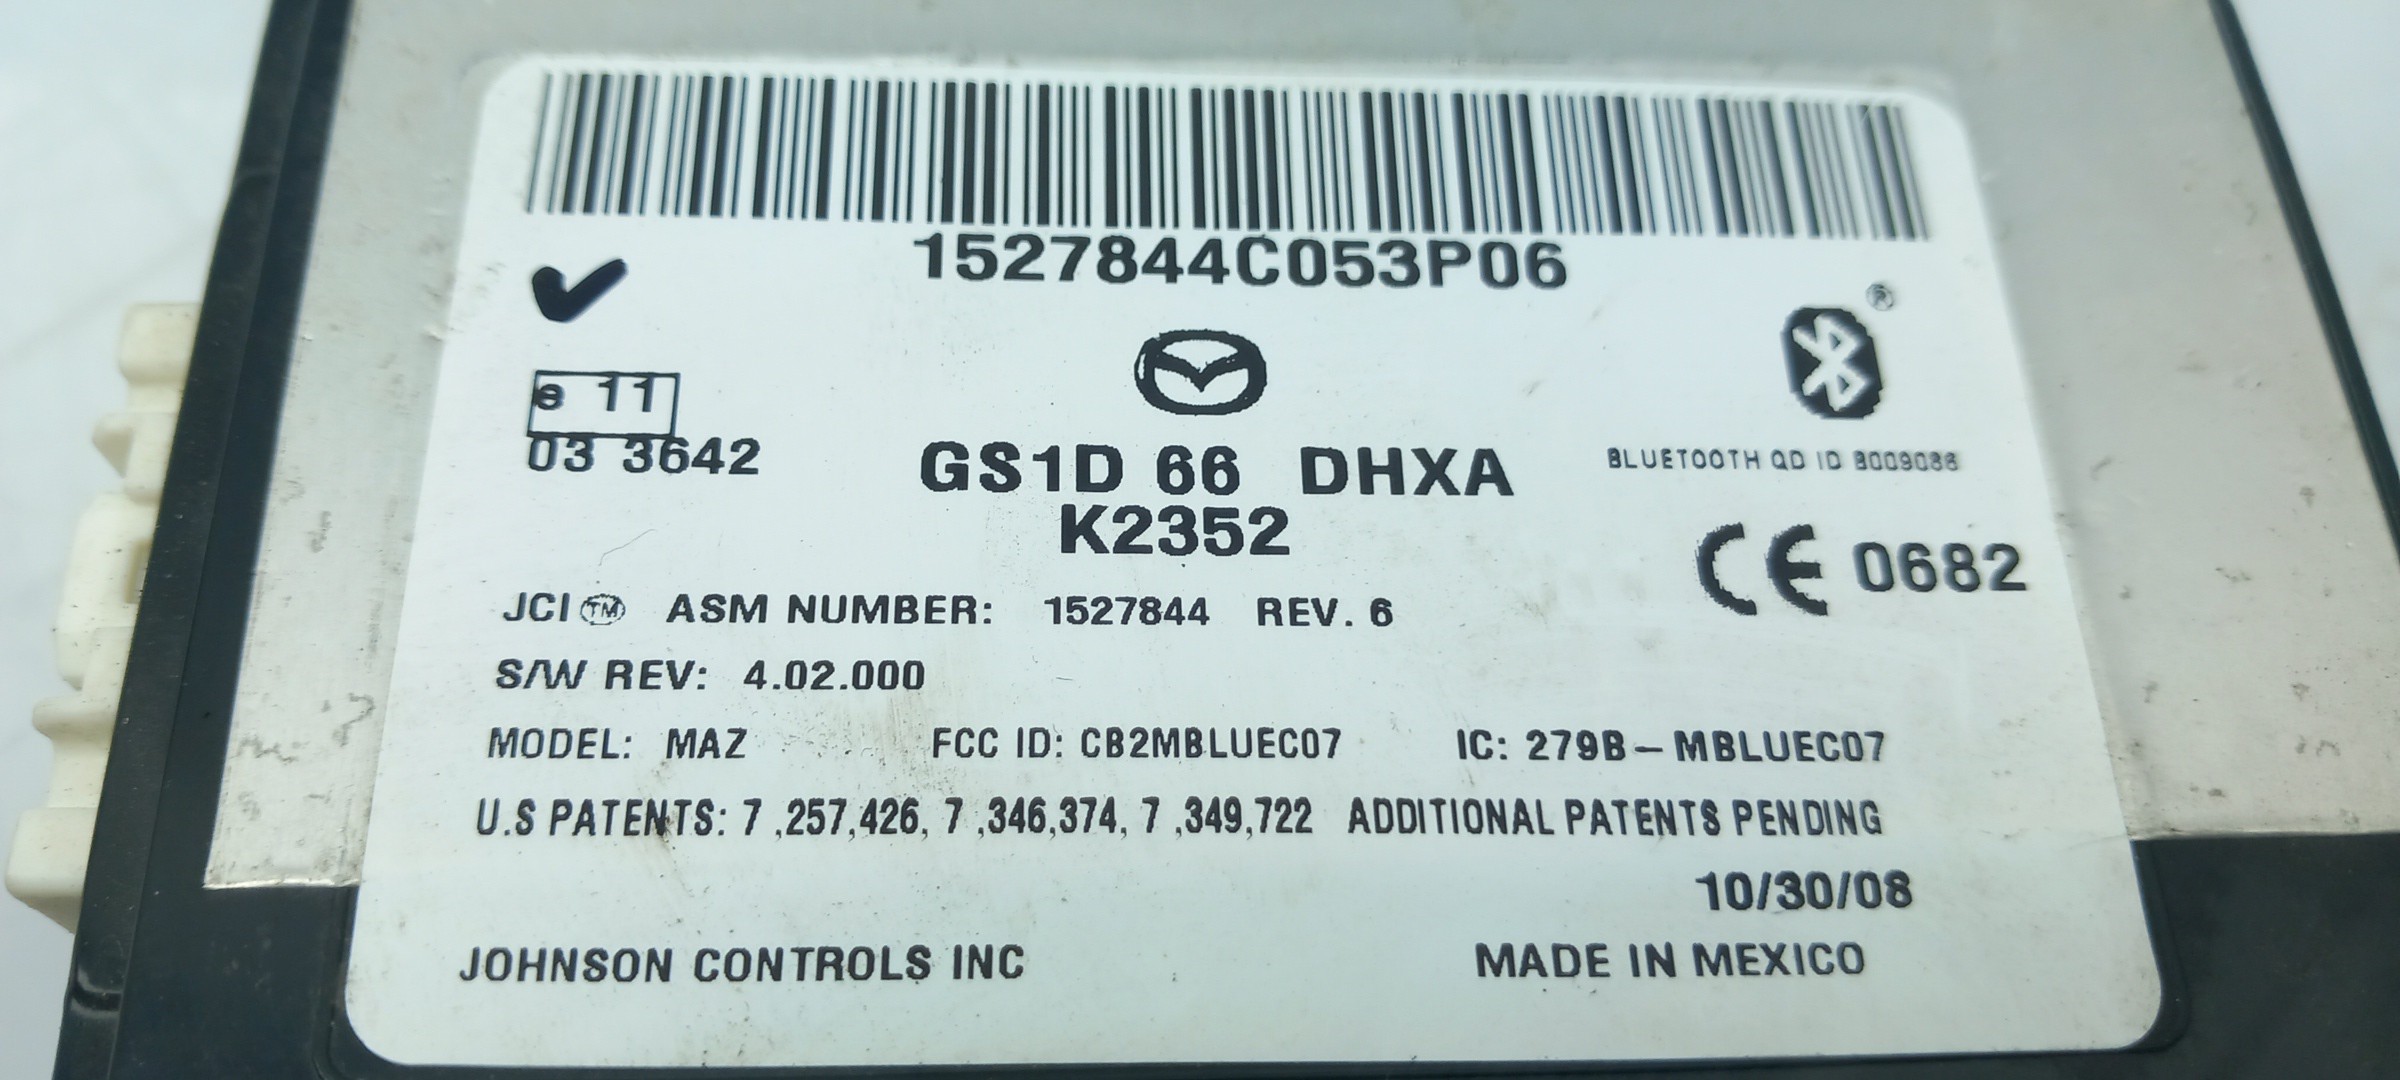 1527844C053P06
®
e 11
03 3642
GS1D 66 DHXA
K2352
BLUETOOTH QD ID B009086
CE 0682
JCI™ ASM NUMBER: 1527844 REV. 6
S/W REV: 4.02.000
MODEL: MAZ FCC ID: CB2MBLUEC07 IC: 279B-MBLUEC07
U.S PATENTS: 7 ,257,426, 7 ,346,374, 7 ,349,722 ADDITIONAL PATENTS PENDING
10/30/08
JOHNSON CONTROLS INC MADE IN MEXICO